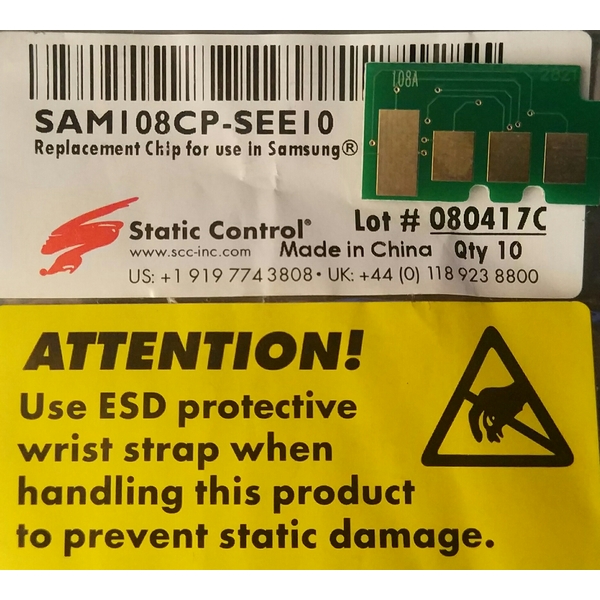 108A 2821
SAM108CP-SEE10
Replacement Chip for use in Samsung®
Static Control®
Lot # 080417C
www.scc-inc.com Made in China Qty 10
US: +1 919 774 3808 • UK: +44 (0) 118 923 8800
ATTENTION!
Use ESD protective
wrist strap when
handling this product
to prevent static damage.